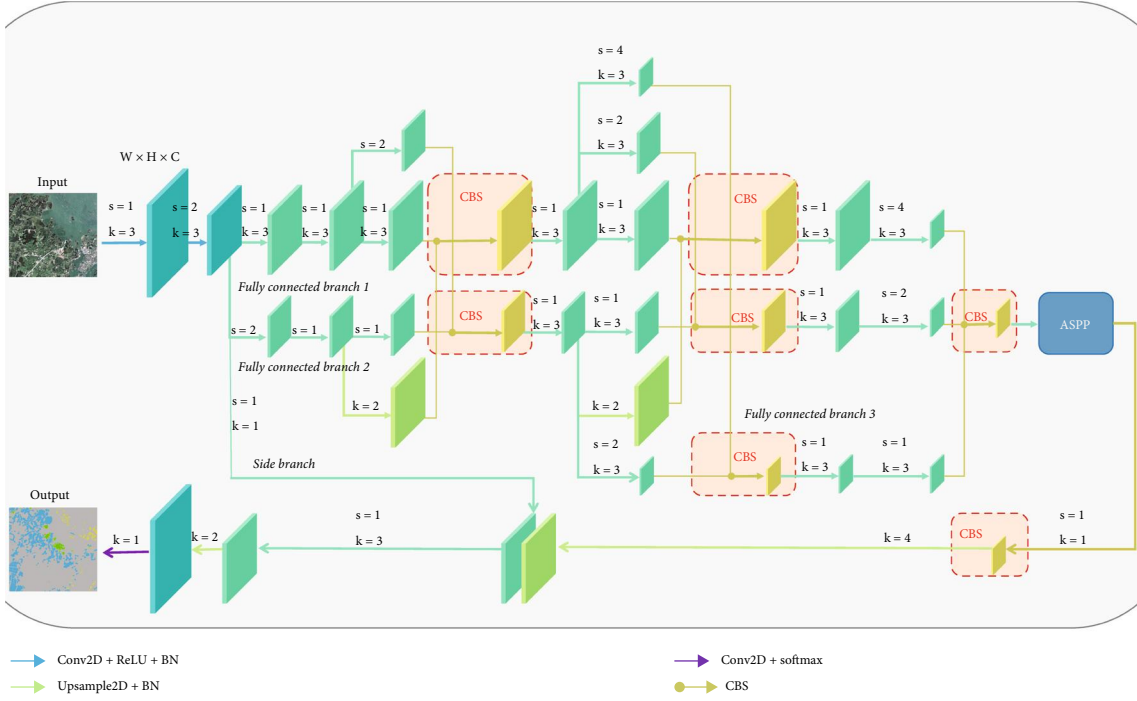 s = 4
k = 3
s = 2
k = 3
s = 2
W × H × C
Input
s = 1
k = 3
s = 2
k = 3
s = 1
k = 3
s = 1
k = 3
s = 1
k = 3
CBS
s = 1
k = 3
s = 1
k = 3
CBS
s = 1
k = 3
s = 4
k = 3
Fully connected branch 1
s = 2
s = 1
s = 1
CBS
s = 1
k = 3
s = 1
k = 3
CBS
s = 1
k = 3
s = 2
k = 3
CBS
ASPP
Fully connected branch 2
k = 2
k = 2
s = 1
k = 1
Fully connected branch 3
s = 2
k = 3
CBS
s = 1
k = 3
s = 1
k = 3
Side branch
Output
k = 1
k = 2
s = 1
k = 3
k = 4
CBS
s = 1
k = 1
Conv2D + ReLU + BN
Conv2D + softmax
Upsample2D + BN
CBS